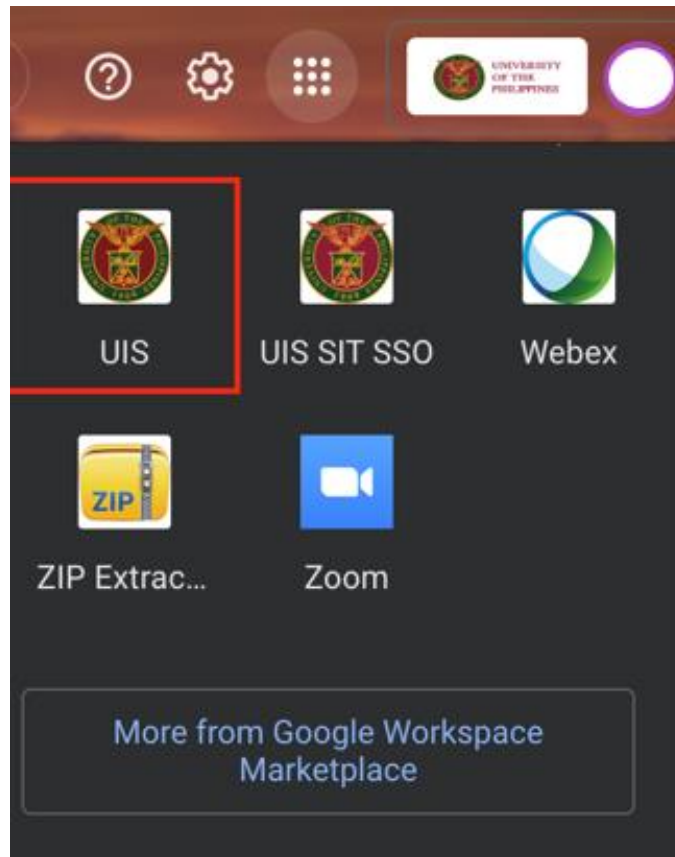 UNIVERSITY
OF THE
PHILIPPINES
UIS
UIS SIT SSO
Webex
ZIP
ZIP Extrac...
Zoom
More from Google Workspace
Marketplace